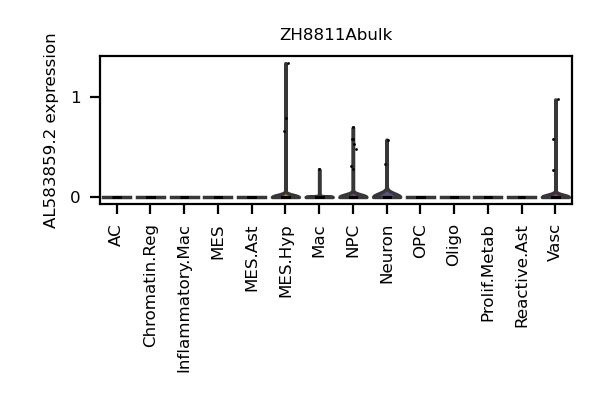 ZH8811Abulk
AL583859.2 expression
1
0
AC
Chromatin.Reg
Inflammatory.Mac
MES
MES.Ast
MES.Hyp
Mac
NPC
Neuron
OPC
Oligo
Prolif.Metab
Reactive.Ast
Vasc